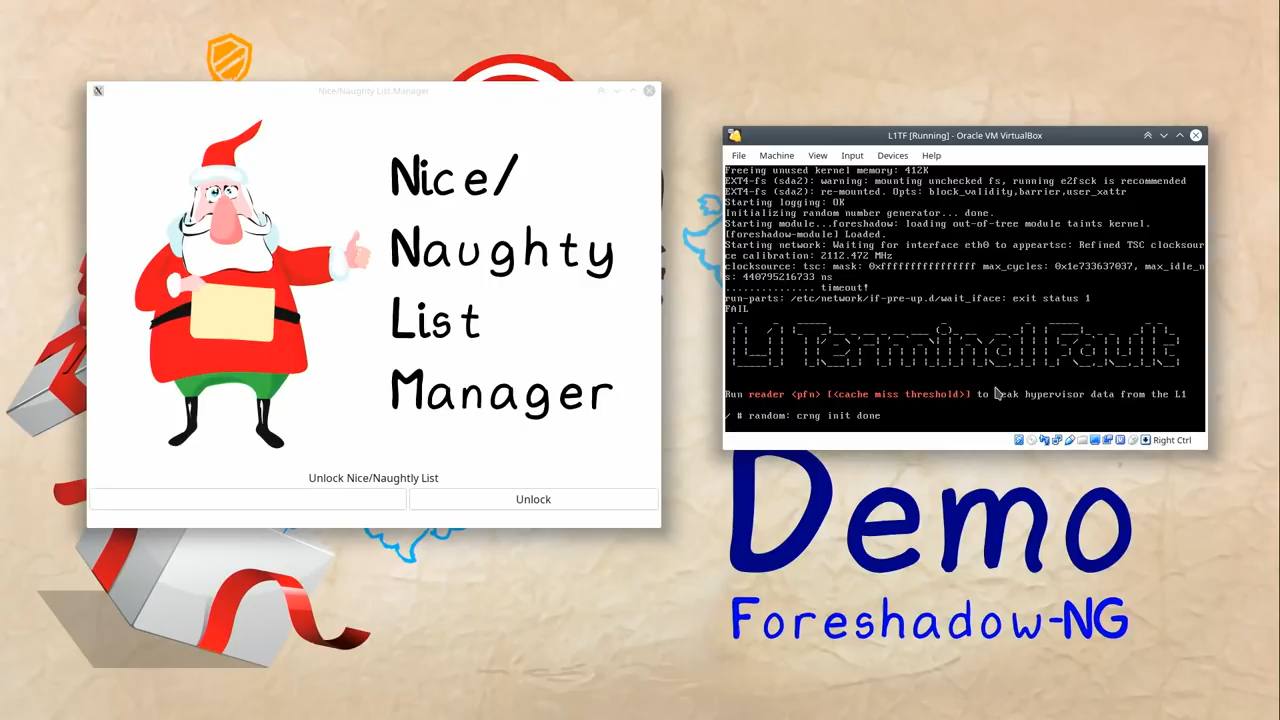 Nice/Naughty List Manager
Nice/
Naughty
List
Manager
Unlock Nice/Naughtly List
Unlock
L1TF [Running] - Oracle VM VirtualBox
File Machine View Input Devices Help
Freeing unused kernel memory: 412K
EXT4-fs (sda2): warning: mounting unchecked fs, running e2fsck is recommended
EXT4-fs (sda2): re-mounted. Opts: block_validity,barrier,user_xattr
Starting logging: OK
Initializing random number generator... done.
Starting module...foreshadow: loading out-of-tree module taints kernel.
[foreshadow-module] Loaded.
Starting network: Waiting for interface eth0 to appeartsc: Refined TSC clocksour
ce calibration: 2112.472 MHz
clocksource: tsc: mask: 0xffffffffffffffff max_cycles: 0x1e733637037, max_idle_n
s: 440795216733 ns
.............. timeout!
run-parts: /etc/network/if-pre-up.d/wait_iface: exit status 1
FAIL
L1 Terminal Fault
Run reader <pfn> [<cache miss threshold>] to leak hypervisor data from the L1
/ # random: crng init done
Right Ctrl
Demo
Foreshadow-NG